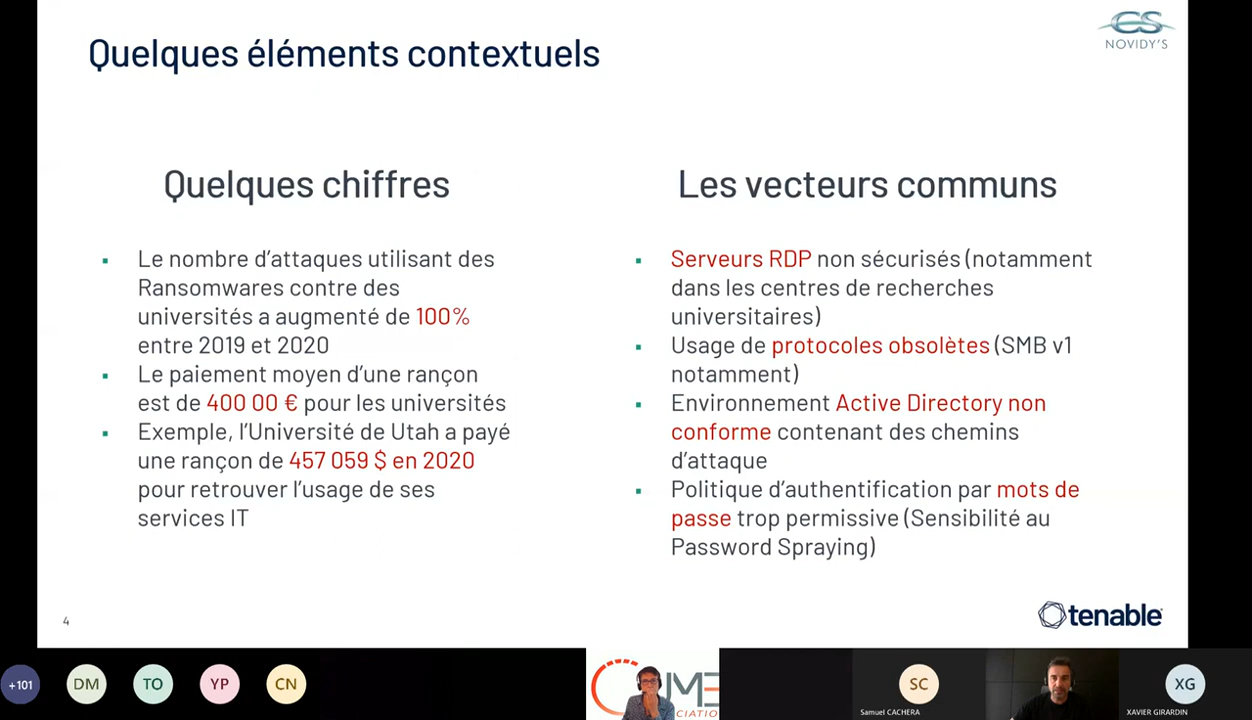 Quelques éléments contextuels
CS
NOVIDY'S
Quelques chiffres
Le nombre d'attaques utilisant des
Ransomwares contre des
universités a augmenté de 100%
entre 2019 et 2020
Le paiement moyen d'une rançon
est de 400 00 € pour les universités
Exemple, l'Université de Utah a payé
une rançon de 457 059 $ en 2020
pour retrouver l'usage de ses
services IT
Les vecteurs communs
Serveurs RDP non sécurisés (notamment
dans les centres de recherches
universitaires)
Usage de protocoles obsolètes (SMB v1
notamment)
Environnement Active Directory non
conforme contenant des chemins
d'attaque
Politique d'authentification par mots de
passe trop permissive (Sensibilité au
Password Spraying)
4
tenable
+101
DM
TO
YP
CN
SC
Samuel CACHERA
XG
XAVIER GIRARDIN